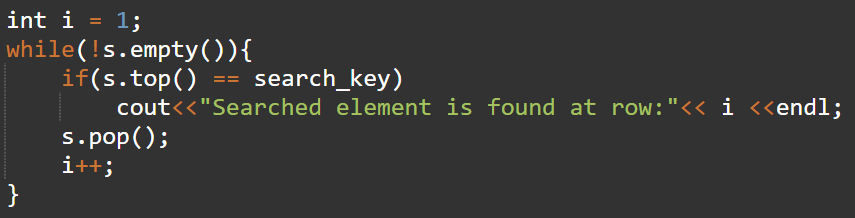 int i = 1;
while(!s.empty()){
    if(s.top() == search_key)
        cout<<"Searched element is found at row:"<< i <<endl;
    s.pop();
    i++;
}